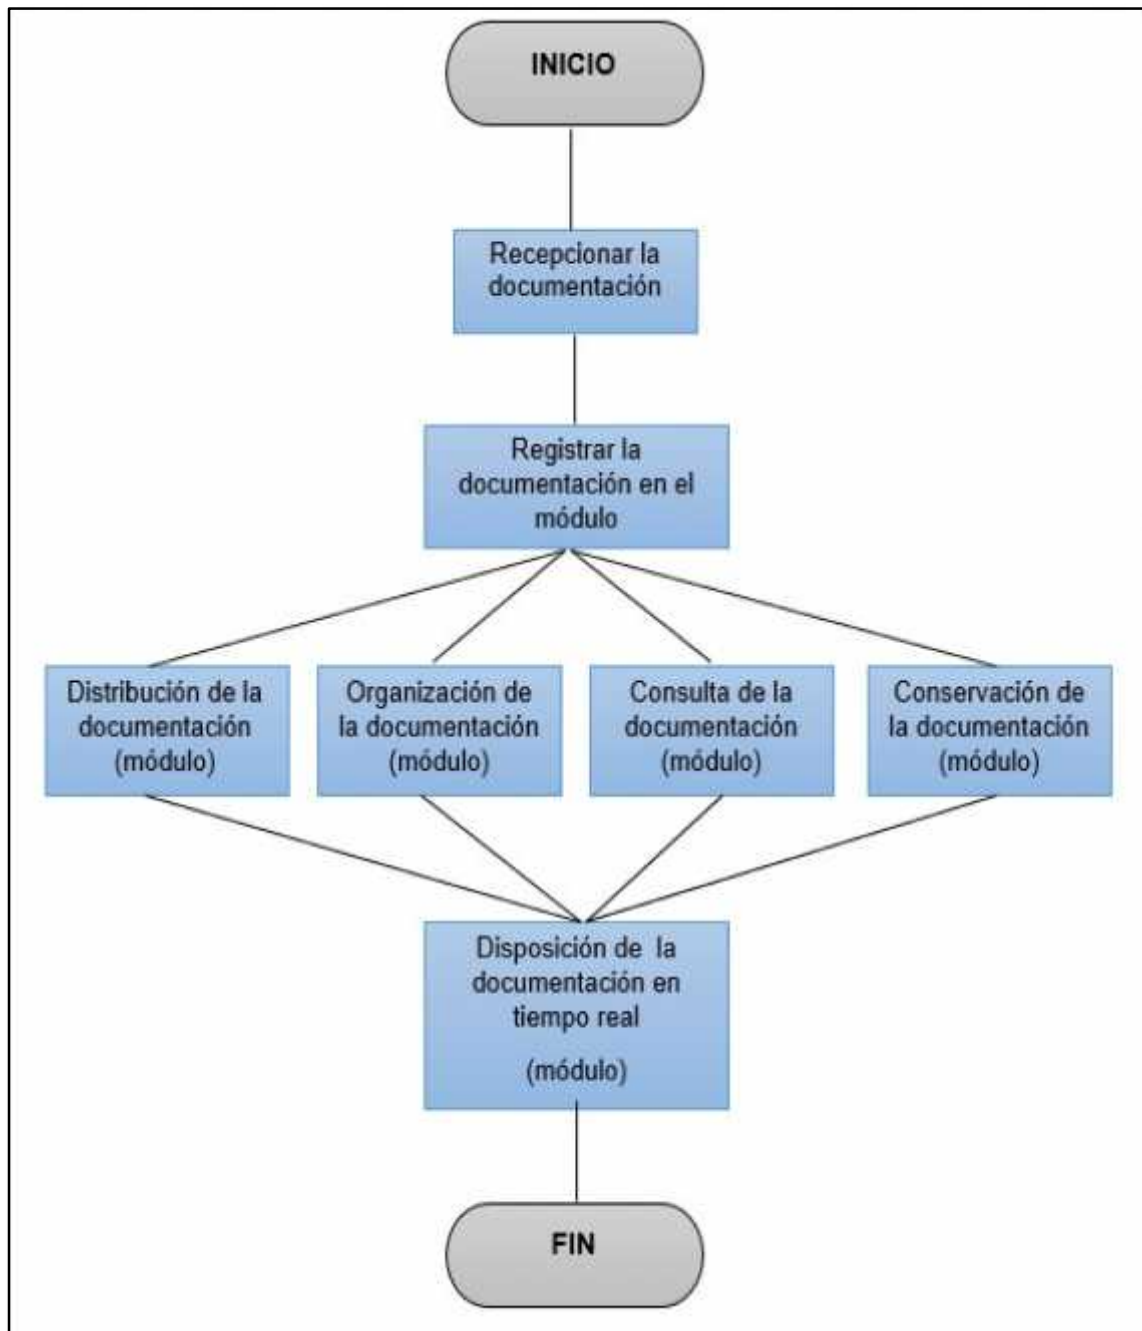 INICIO
Recepcionar la
documentación
Registrar la
documentación en el
módulo
Distribución de la
documentación
(módulo)
Organización de
la documentación
(módulo)
Consulta de la
documentación
(módulo)
Conservación de
la documentación
(módulo)
Disposición de la
documentación en
tiempo real
(módulo)
FIN